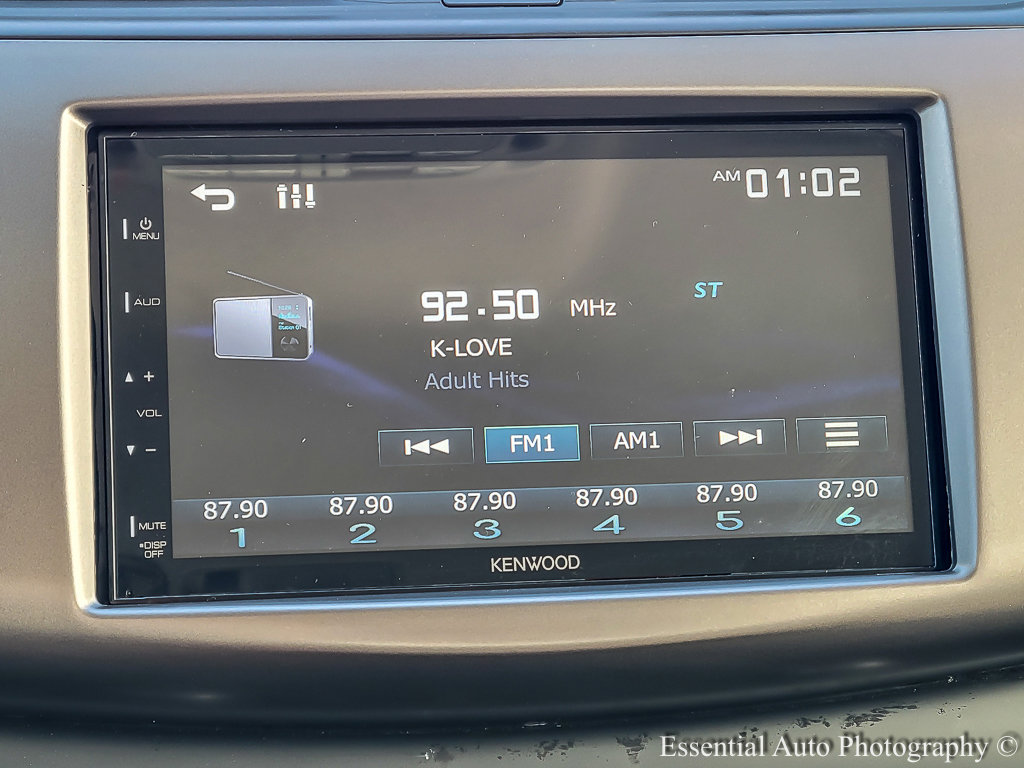 AM 01:02
MENU
AUD
92.50 MHz
ST
K-LOVE
Adult Hits
+
VOL
−
FM1 AM1
87.90 87.90 87.90 87.90 87.90 87.90
1 2 3 4 5 6
MUTE
•DISP
OFF
KENWOOD
Essential Auto Photography ©